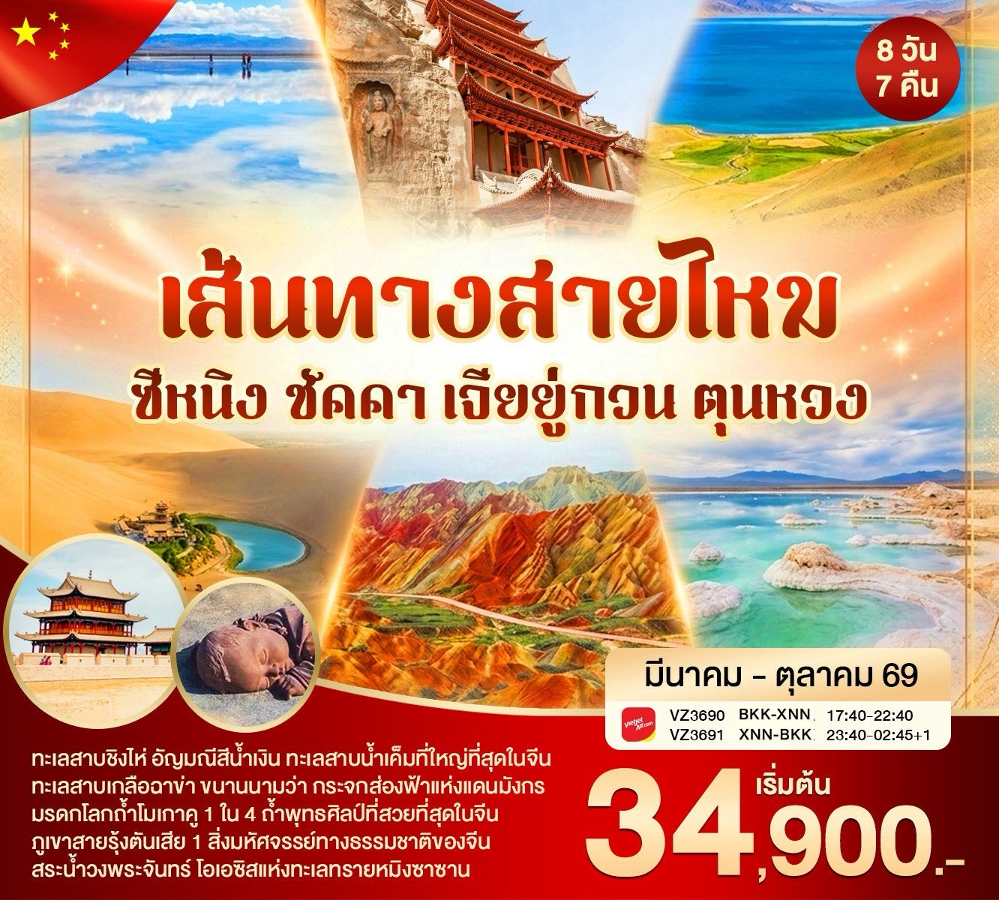 8 วัน
7 คืน
เส้นทางสายไหม
ซีหนิง ชัคคา เจียยู่กวน ตุนหวง
มีนาคม - ตุลาคม 69
vietjet Air.com
VZ3690 BKK-XNN 17:40-22:40
VZ3691 XNN-BKK 23:40-02:45+1
ทะเลสาบชิงไห่ อัญมณีสีน้ำเงิน ทะเลสาบน้ำเค็มที่ใหญ่ที่สุดในจีน
ทะเลสาบเกลือฉาข่า ขนานนามว่า กระจกส่องฟ้าแห่งแดนมังกร
มรดกโลกถ้ำโมเกาคู 1 ใน 4 ถ้ำพุทธศิลป์ที่สวยที่สุดในจีน
ภูเขาสายรุ้งตันเสีย 1 สิ่งมหัศจรรย์ทางธรรมชาติของจีน
สระน้ำวงพระจันทร์ โอเอซิสแห่งทะเลทรายหมิงซาซาน
เริ่มต้น
34,900.-